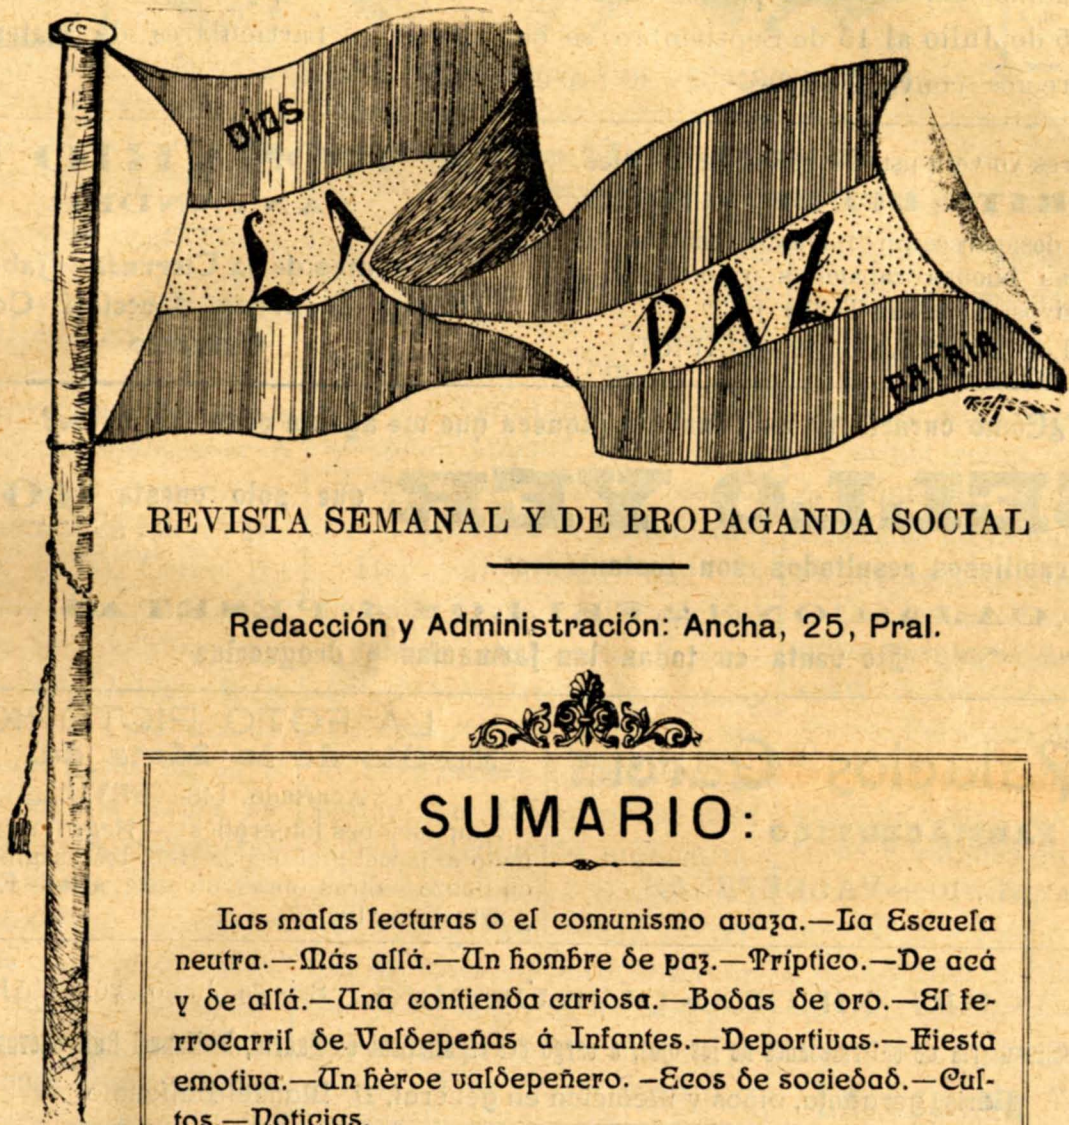 DIOS
LA PAZ
PATRIA
REVISTA SEMANAL Y DE PROPAGANDA SOCIAL
Redacción y Administración: Ancha, 25, Pral.
SUMARIO:
Las malas lecturas o el comunismo auaza.—La Escuela
neutra.—Más allá.—Un hombre de paz.—Tríptico.—De acá
y de allá.—Una contienda curiosa.—Bodas de oro.—El fe-
rrocarril de Valdepeñas á Infantes.—Deportivas.—Fiesta
emotiva.—Un hèroe valdepeñero. —Ecos de sociedad.—Cul-
tos.—Noticias.